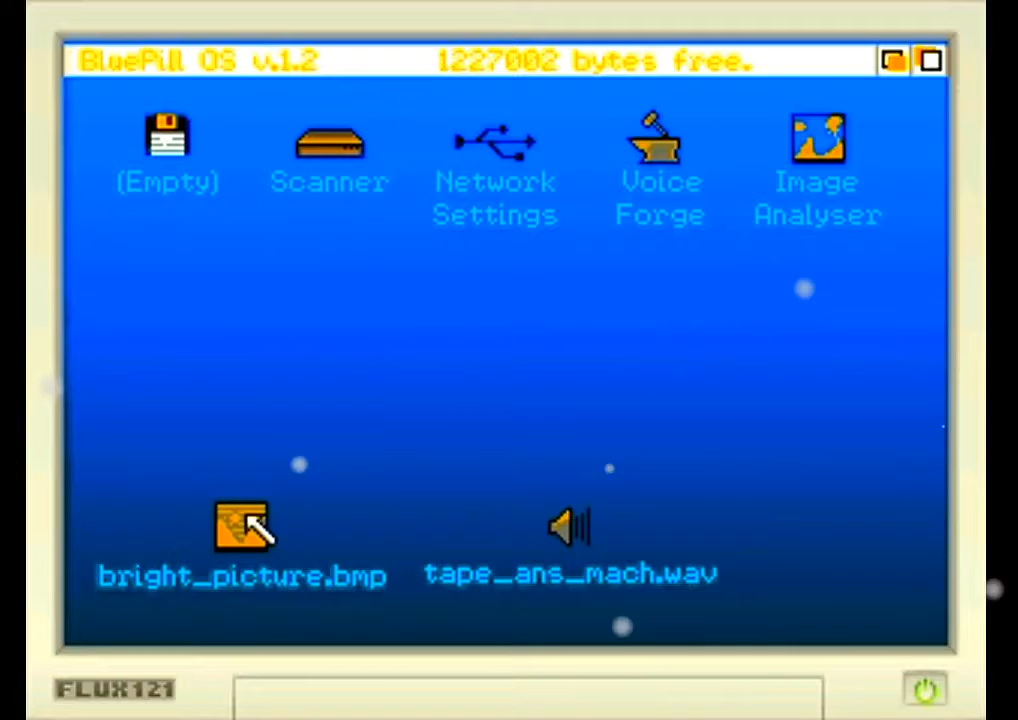 BluePill OS v.1.2 1227002 bytes free.
(Empty) Scanner Network Settings Voice Forge Image Analyser
bright_picture.bmp tape_ans_mach.wav
FLUX121